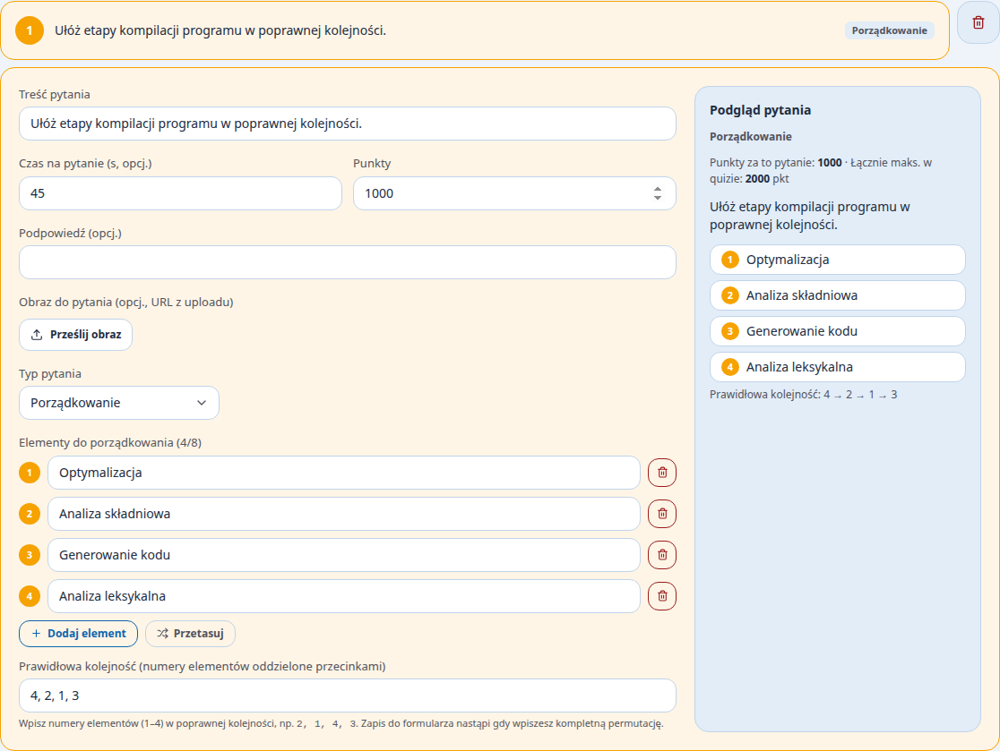 1 Ułóż etapy kompilacji programu w poprawnej kolejności. Porządkowanie
Treść pytania
Ułóż etapy kompilacji programu w poprawnej kolejności.
Czas na pytanie (s, opcj.) Punkty
45 1000
Podpowiedź (opcj.)
Obraz do pytania (opcj., URL z uploadu)
Prześlij obraz
Typ pytania
Porządkowanie
Elementy do porządkowania (4/8)
1 Optymalizacja
2 Analiza składniowa
3 Generowanie kodu
4 Analiza leksykalna
+ Dodaj element Przetasuj
Prawidłowa kolejność (numery elementów oddzielone przecinkami)
4, 2, 1, 3
Wpisz numery elementów (1–4) w poprawnej kolejności, np. 2, 1, 4, 3. Zapis do formularza nastąpi gdy wpiszesz kompletną permutację.
Podgląd pytania
Porządkowanie
Punkty za to pytanie: 1000 · Łącznie maks. w
quizie: 2000 pkt
Ułóż etapy kompilacji programu w
poprawnej kolejności.
1 Optymalizacja
2 Analiza składniowa
3 Generowanie kodu
4 Analiza leksykalna
Prawidłowa kolejność: 4 → 2 → 1 → 3